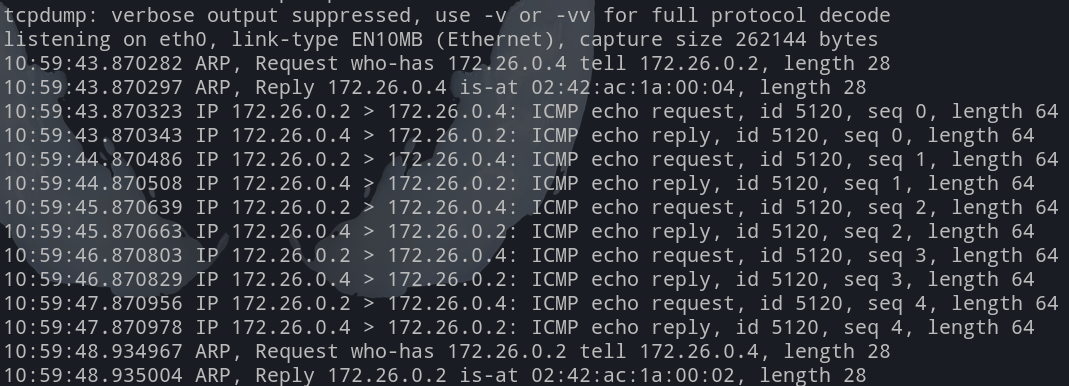 tcpdump: verbose output suppressed, use -v or -vv for full protocol decode
listening on eth0, link-type EN10MB (Ethernet), capture size 262144 bytes
10:59:43.870282 ARP, Request who-has 172.26.0.4 tell 172.26.0.2, length 28
10:59:43.870297 ARP, Reply 172.26.0.4 is-at 02:42:ac:1a:00:04, length 28
10:59:43.870323 IP 172.26.0.2 > 172.26.0.4: ICMP echo request, id 5120, seq 0, length 64
10:59:43.870343 IP 172.26.0.4 > 172.26.0.2: ICMP echo reply, id 5120, seq 0, length 64
10:59:44.870486 IP 172.26.0.2 > 172.26.0.4: ICMP echo request, id 5120, seq 1, length 64
10:59:44.870508 IP 172.26.0.4 > 172.26.0.2: ICMP echo reply, id 5120, seq 1, length 64
10:59:45.870639 IP 172.26.0.2 > 172.26.0.4: ICMP echo request, id 5120, seq 2, length 64
10:59:45.870663 IP 172.26.0.4 > 172.26.0.2: ICMP echo reply, id 5120, seq 2, length 64
10:59:46.870803 IP 172.26.0.2 > 172.26.0.4: ICMP echo request, id 5120, seq 3, length 64
10:59:46.870829 IP 172.26.0.4 > 172.26.0.2: ICMP echo reply, id 5120, seq 3, length 64
10:59:47.870956 IP 172.26.0.2 > 172.26.0.4: ICMP echo request, id 5120, seq 4, length 64
10:59:47.870978 IP 172.26.0.4 > 172.26.0.2: ICMP echo reply, id 5120, seq 4, length 64
10:59:48.934967 ARP, Request who-has 172.26.0.2 tell 172.26.0.4, length 28
10:59:48.935004 ARP, Reply 172.26.0.2 is-at 02:42:ac:1a:00:02, length 28